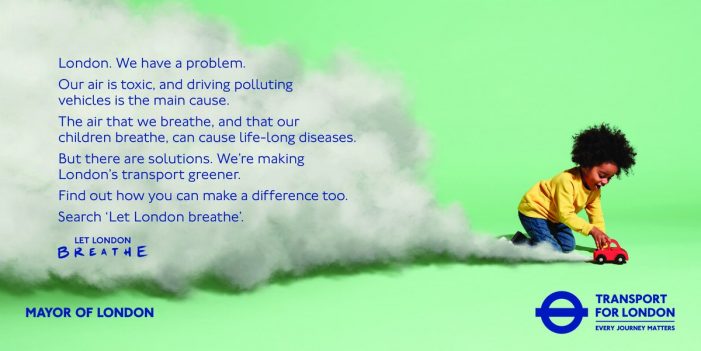 London. We have a problem.
Our air is toxic, and driving polluting
vehicles is the main cause.
The air that we breathe, and that our
children breathe, can cause life-long diseases.
But there are solutions. We’re making
London’s transport greener.
Find out how you can make a difference too.
Search ‘Let London breathe’.
LET LONDON
BREATHE
MAYOR OF LONDON
TRANSPORT
FOR LONDON
EVERY JOURNEY MATTERS